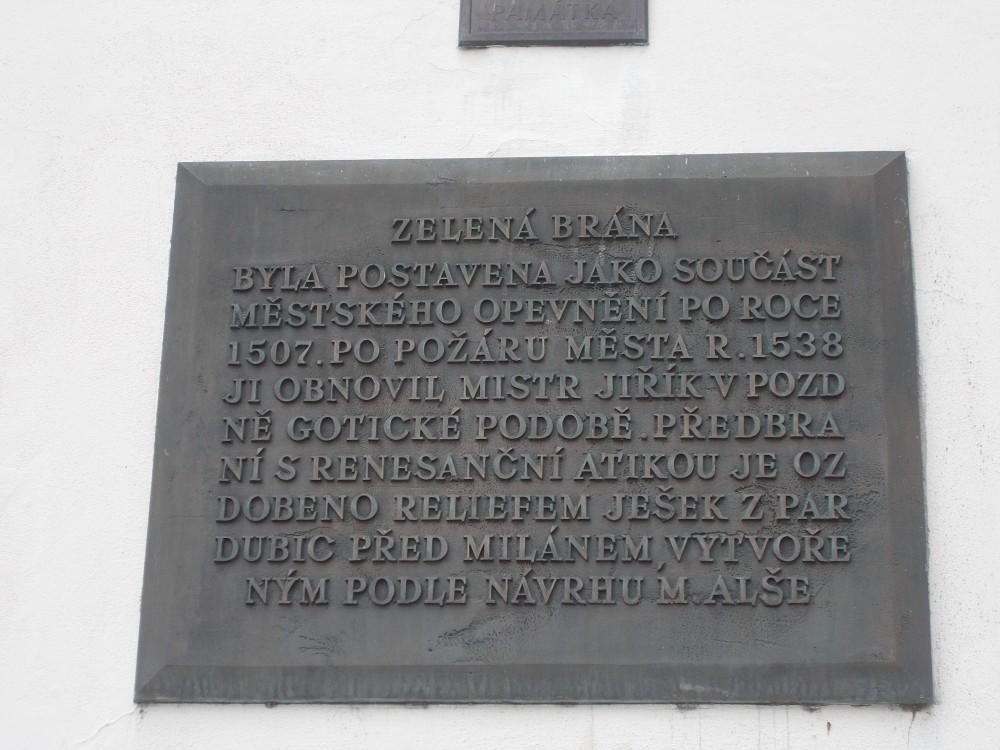 PAMÁTKA
ZELENÁ BRÁNA
BYLA POSTAVENA JAKO SOUČÁST
MĚSTSKÉHO OPEVNĚNÍ PO ROCE
1507. PO POŽÁRU MĚSTA R. 1538
JI OBNOVIL MISTR JIŘÍK V POZD
NĚ GOTICKÉ PODOBĚ. PŘEDBRA
NÍ S RENESANČNÍ ATIKOU JE OZ
DOBENO RELIEFEM JEŠEK Z PAR
DUBIC PŘED MILÁNEM VYTVOŘE
NÝM PODLE NÁVRHU M. ALŠE